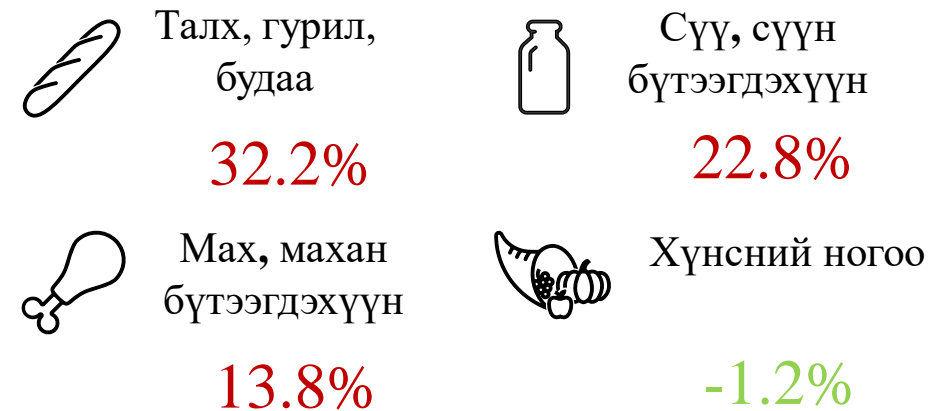 Талх, гурил,
будаа
32.2%
Сүү, сүүн
бүтээгдэхүүн
22.8%
Мах, махан
бүтээгдэхүүн
13.8%
Хүнсний ногоо
-1.2%